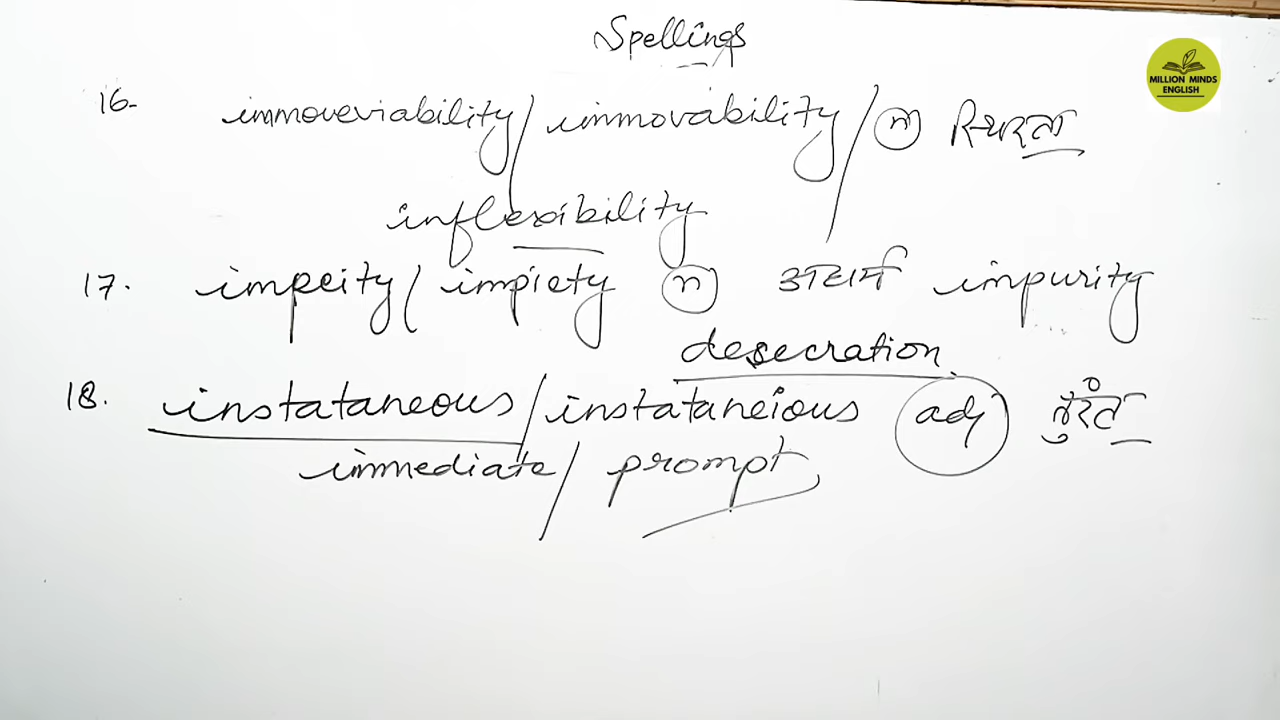 Spellings
MILLION MINDS
ENGLISH
16- immoveviability / immovability / (n) स्थिरता
inflexibility
17. impeity / impiety (n) अधार्म impurity
desecration
18. instataneous / instataneious (adj) तुरंत
immediate / prompt